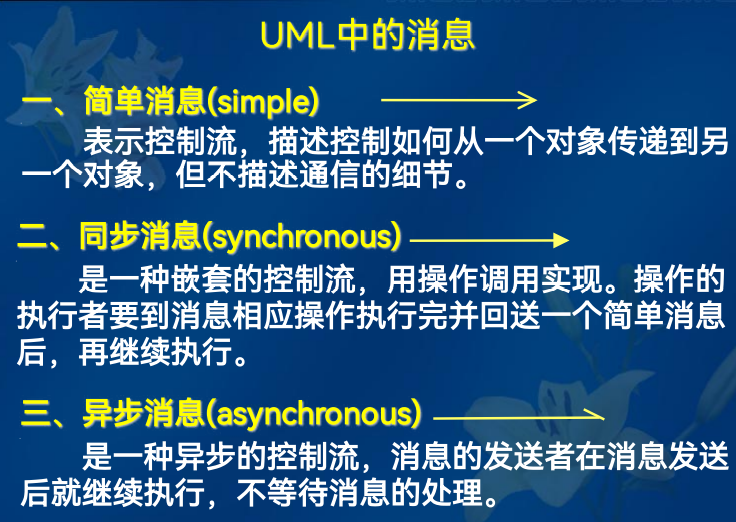 UML中的消息
一、简单消息(simple)
表示控制流，描述控制如何从一个对象传递到另
一个对象，但不描述通信的细节。
二、同步消息(synchronous)
是一种嵌套的控制流，用操作调用实现。操作的
执行者要到消息相应操作执行完并回送一个简单消息
后，再继续执行。
三、异步消息(asynchronous)
是一种异步的控制流，消息的发送者在消息发送
后就继续执行，不等待消息的处理。